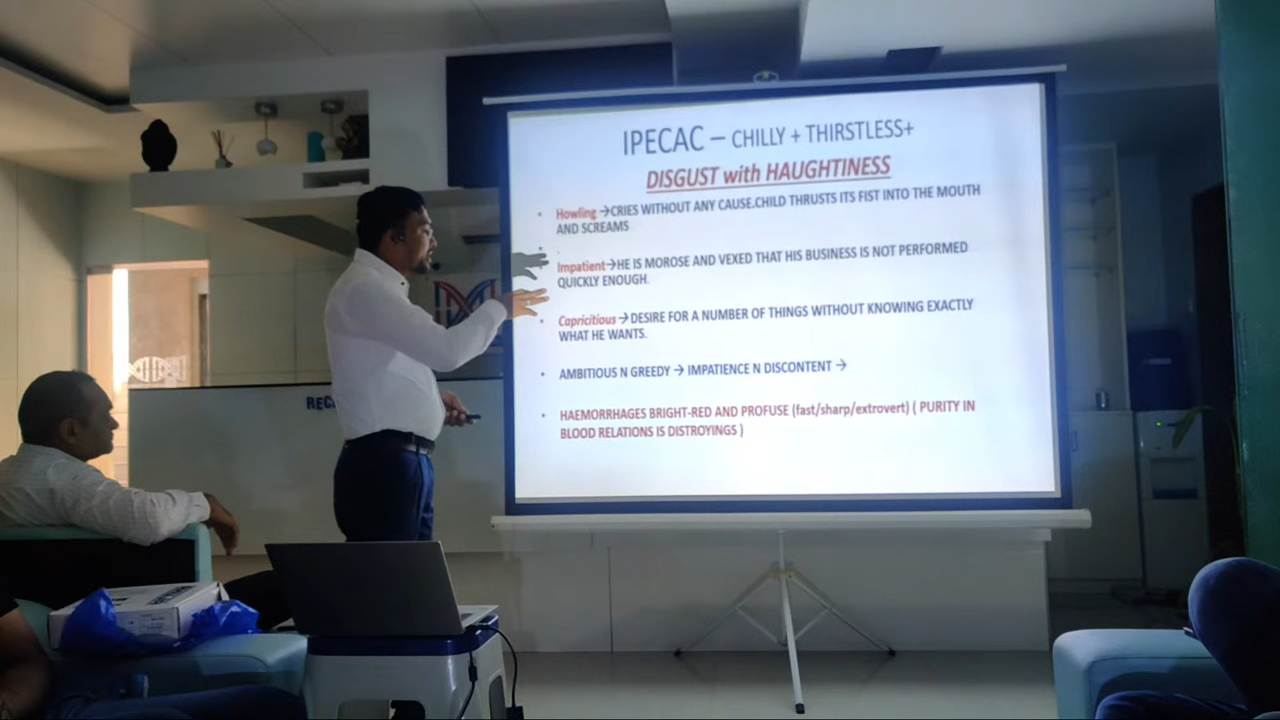 IPECAC – CHILLY + THIRSTLESS+
DISGUST with HAUGHTINESS
• Howling →CRIES WITHOUT ANY CAUSE.CHILD THRUSTS ITS FIST INTO THE MOUTH
AND SCREAMS
• Impatient→HE IS MOROSE AND VEXED THAT HIS BUSINESS IS NOT PERFORMED
QUICKLY ENOUGH.
• Capricitious →DESIRE FOR A NUMBER OF THINGS WITHOUT KNOWING EXACTLY
WHAT HE WANTS.
• AMBITIOUS N GREEDY → IMPATIENCE N DISCONTENT →
• HAEMORRHAGES BRIGHT-RED AND PROFUSE (fast/sharp/extrovert) ( PURITY IN
BLOOD RELATIONS IS DISTROYINGS )